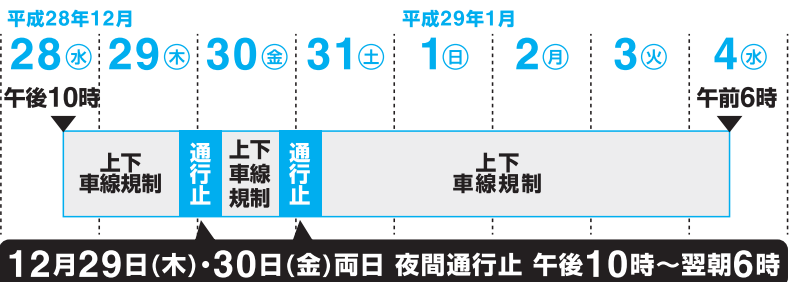 平成28年12月
平成29年1月
28水 29木 30金 31土 1日 2月 3火 4水
午後10時
午前6時
上下
車線規制
通行止
上下
車線
規制
通行止
上下
車線規制
12月29日(木)・30日(金)両日 夜間通行止 午後10時〜翌朝6時